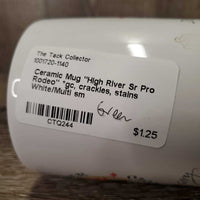 The Tack Collector
1001720-1140
Ceramic Mug "High River Sr Pro
Rodeo" *gc, crackles, stains
White/Multi sm
Green
$1.25
CTQ244